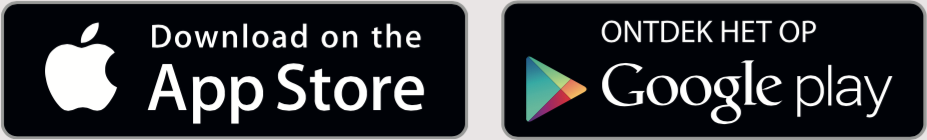 Download on the
App Store
ONTDEK HET OP
Google play